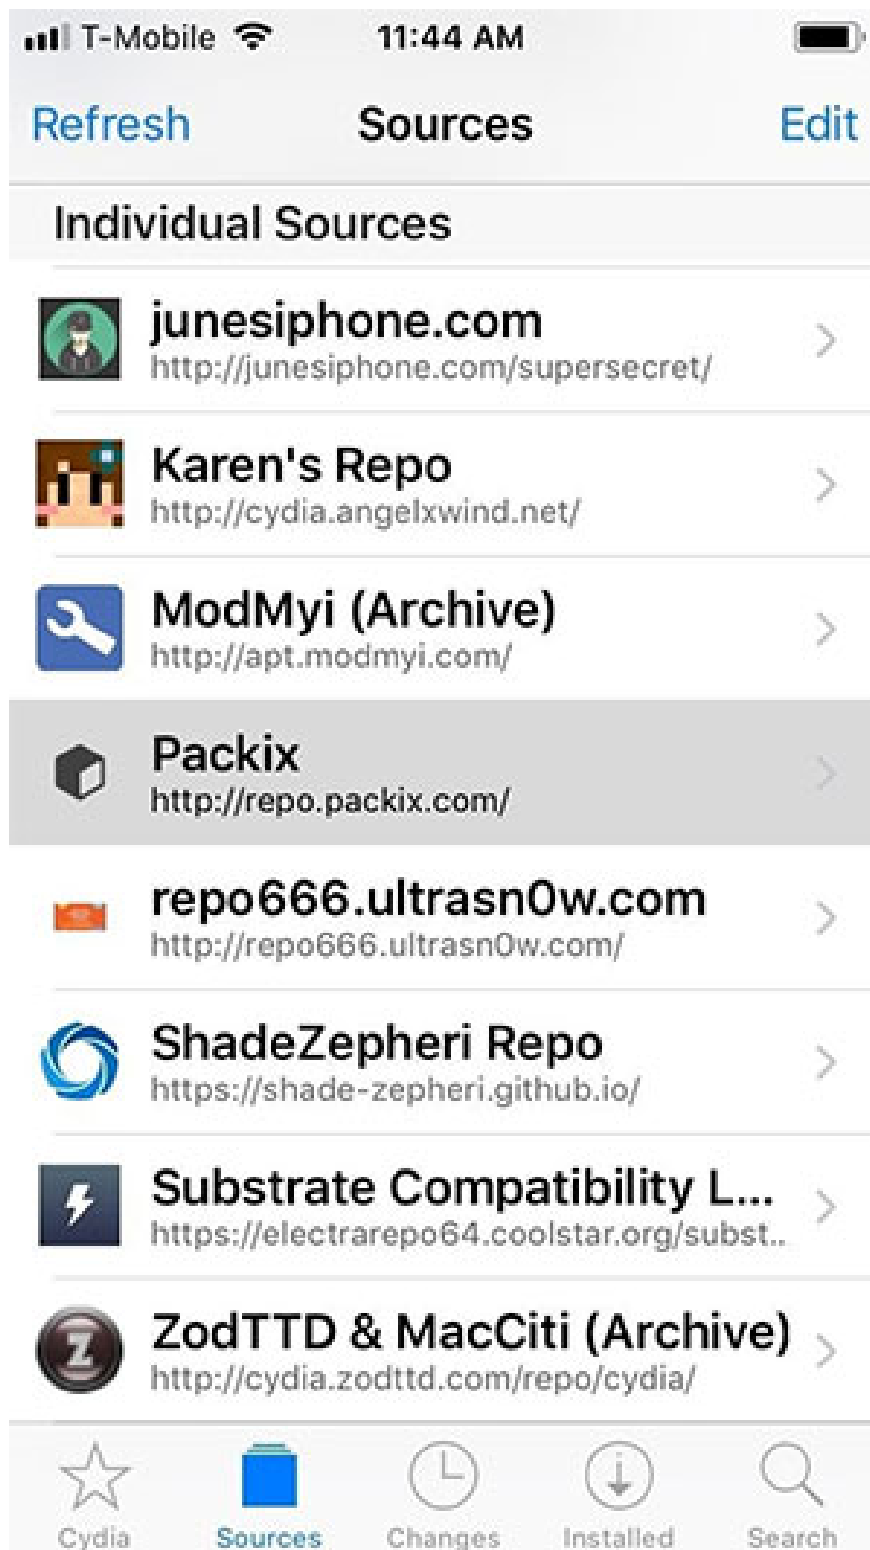 T-Mobile 11:44 AM
Refresh Sources Edit
Individual Sources
junesiphone.com
http://junesiphone.com/supersecret/
Karen's Repo
http://cydia.angelxwind.net/
ModMyi (Archive)
http://apt.modmyi.com/
Packix
http://repo.packix.com/
repo666.ultrasn0w.com
http://repo666.ultrasn0w.com/
ShadeZepheri Repo
https://shade-zepheri.github.io/
Substrate Compatibility L...
https://electrarepo64.coolstar.org/subst..
Z
ZodTTD & MacCiti (Archive)
http://cydia.zodttd.com/repo/cydia/
Cydia Sources Changes Installed Search